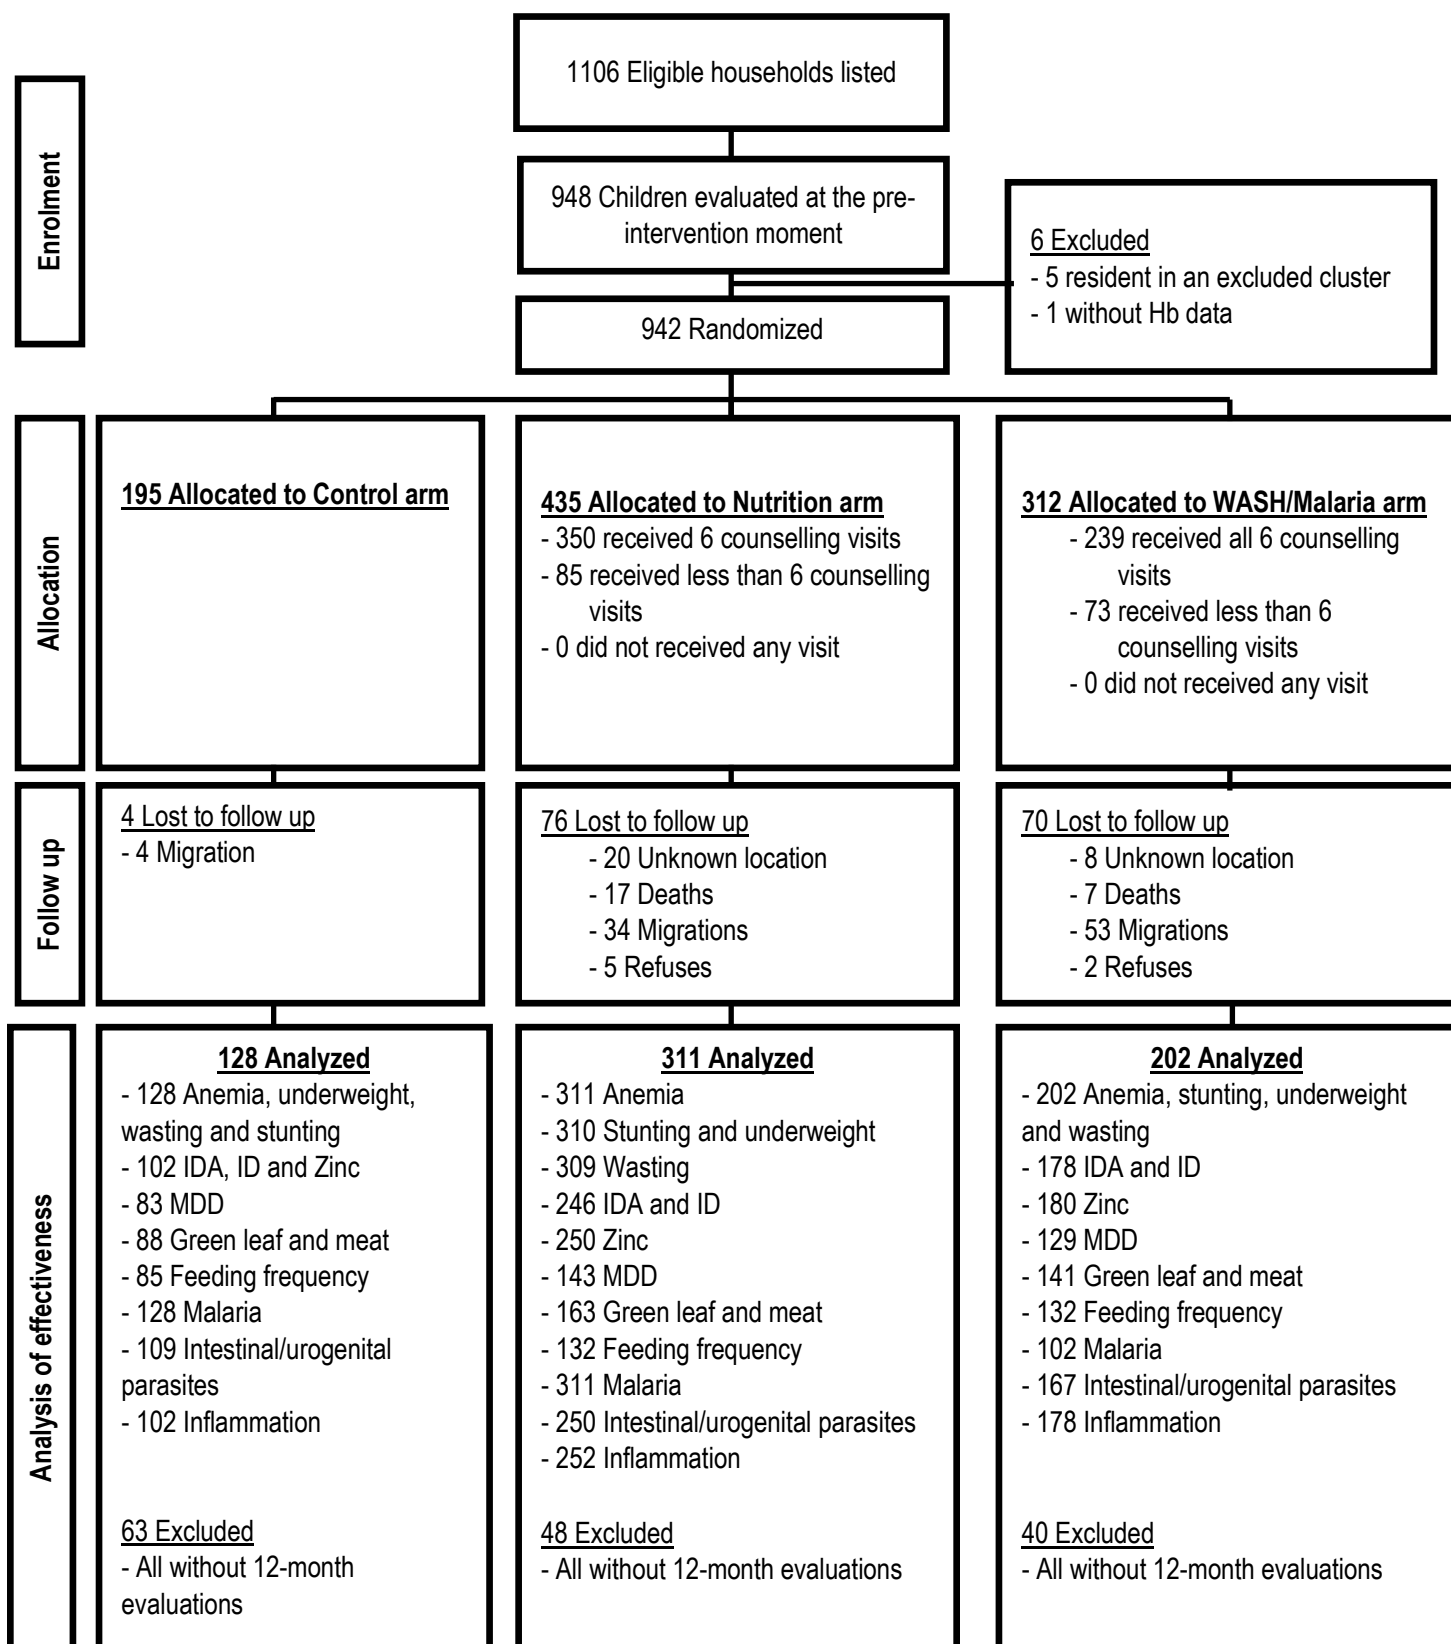 1106 Eligible households listed
Enrolment
948 Children evaluated at the pre-
intervention moment
6 Excluded
- 5 resident in an excluded cluster
- 1 without Hb data
942 Randomized
Allocation
195 Allocated to Control arm
435 Allocated to Nutrition arm
- 350 received 6 counselling visits
- 85 received less than 6 counselling
visits
- 0 did not received any visit
312 Allocated to WASH/Malaria arm
- 239 received all 6 counselling
visits
- 73 received less than 6
counselling visits
- 0 did not received any visit
Follow up
4 Lost to follow up
- 4 Migration
76 Lost to follow up
- 20 Unknown location
- 17 Deaths
- 34 Migrations
- 5 Refuses
70 Lost to follow up
- 8 Unknown location
- 7 Deaths
- 53 Migrations
- 2 Refuses
Analysis of effectiveness
128 Analyzed
- 128 Anemia, underweight,
wasting and stunting
- 102 IDA, ID and Zinc
- 83 MDD
- 88 Green leaf and meat
- 85 Feeding frequency
- 128 Malaria
- 109 Intestinal/urogenital
parasites
- 102 Inflammation
63 Excluded
- All without 12-month
evaluations
311 Analyzed
- 311 Anemia
- 310 Stunting and underweight
- 309 Wasting
- 246 IDA and ID
- 250 Zinc
- 143 MDD
- 163 Green leaf and meat
- 132 Feeding frequency
- 311 Malaria
- 250 Intestinal/urogenital parasites
- 252 Inflammation
48 Excluded
- All without 12-month evaluations
202 Analyzed
- 202 Anemia, stunting, underweight
and wasting
- 178 IDA and ID
- 180 Zinc
- 129 MDD
- 141 Green leaf and meat
- 132 Feeding frequency
- 102 Malaria
- 167 Intestinal/urogenital parasites
- 178 Inflammation
40 Excluded
- All without 12-month evaluations